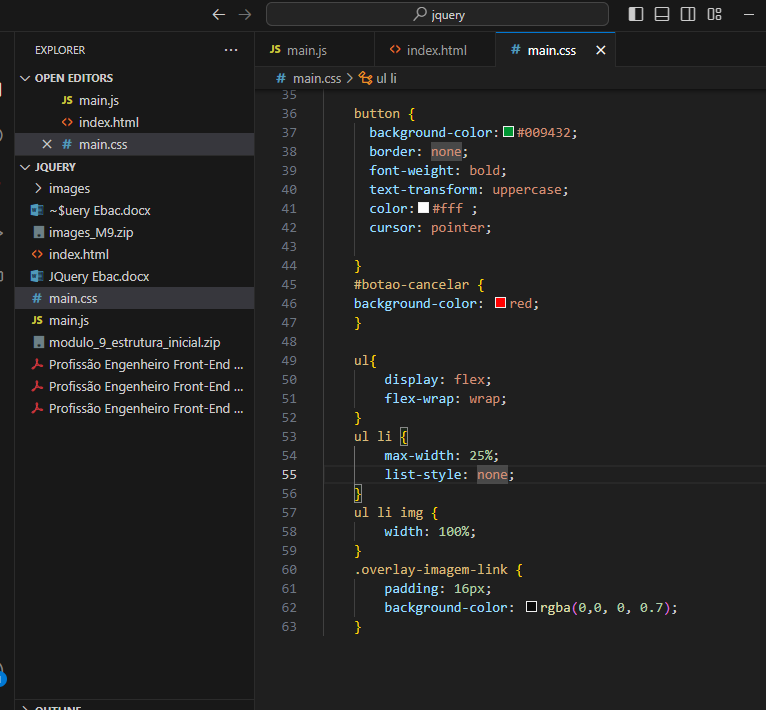 jquery
EXPLORER
OPEN EDITORS
JS main.js
<> index.html
# main.css
JQUERY
images
~$uery Ebac.docx
images_M9.zip
<> index.html
JQuery Ebac.docx
# main.css
JS main.js
modulo_9_estrutura_inicial.zip
Profissão Engenheiro Front-End ...
Profissão Engenheiro Front-End ...
Profissão Engenheiro Front-End ...
OUTLINE
JS main.js <> index.html # main.css
# main.css > ul li
35
36 button {
37 background-color: #009432;
38 border: none;
39 font-weight: bold;
40 text-transform: uppercase;
41 color: #fff ;
42 cursor: pointer;
43
44 }
45 #botao-cancelar {
46 background-color: red;
47 }
48
49 ul{
50 display: flex;
51 flex-wrap: wrap;
52 }
53 ul li {
54 max-width: 25%;
55 list-style: none;
56 }
57 ul li img {
58 width: 100%;
59 }
60 .overlay-imagem-link {
61 padding: 16px;
62 background-color: rgba(0,0, 0, 0.7);
63 }